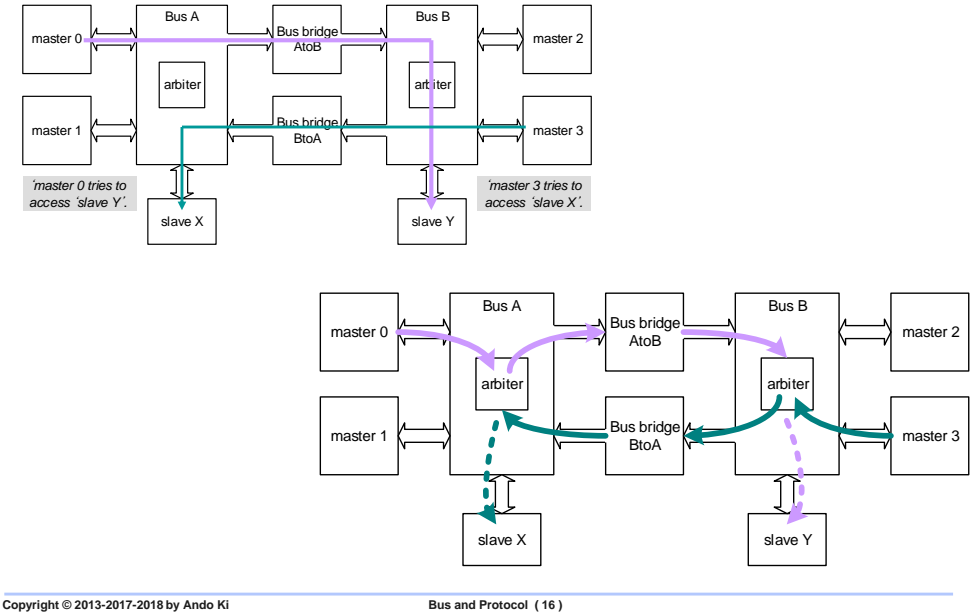 Bus A
Bus B
master 0
Bus bridge
AtoB
master 2
arbiter
arbiter
master 1
Bus bridge
BtoA
master 3
‘master 0 tries to
access ‘slave Y’.
‘master 3 tries to
access ‘slave X’.
slave X
slave Y
Bus A
Bus B
master 0
Bus bridge
AtoB
master 2
arbiter
arbiter
master 1
Bus bridge
BtoA
master 3
slave X
slave Y
Copyright © 2013-2017-2018 by Ando Ki
Bus and Protocol ( 16 )